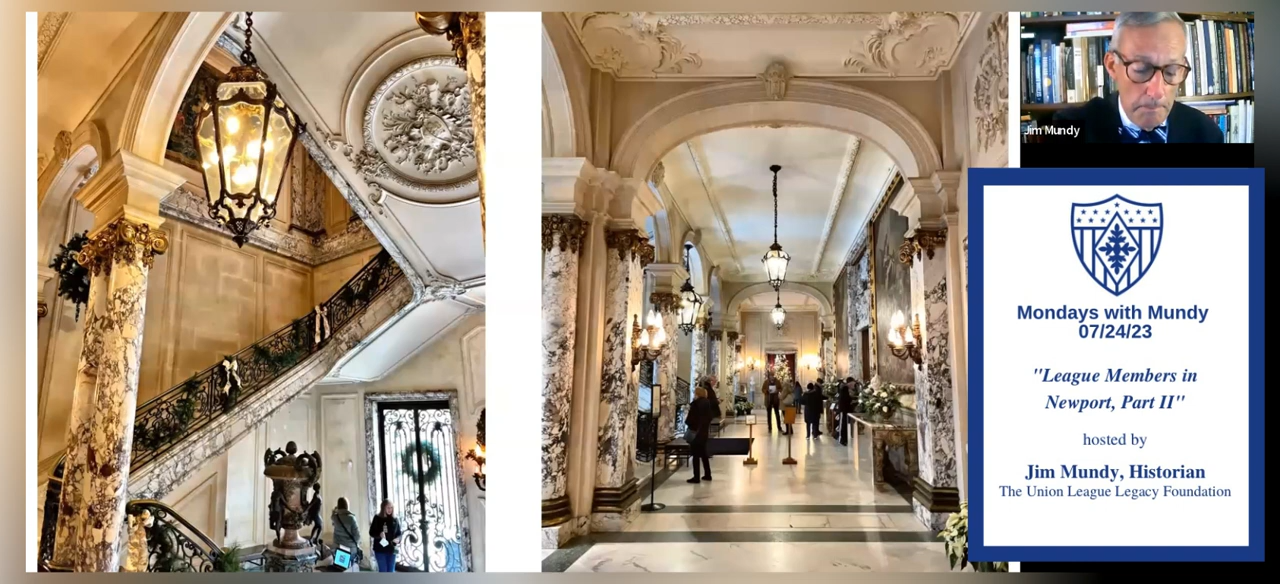 Jim Mundy
Mondays with Mundy
07/24/23
"League Members in
Newport, Part II"
hosted by
Jim Mundy, Historian
The Union League Legacy Foundation